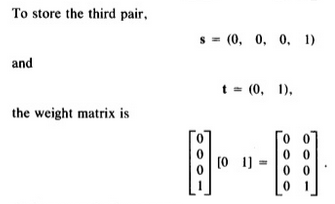 To store the third pair,
s = (0, 0, 0, 1)
and
t = (0, 1),
the weight matrix is
[0 0 0 1] [0 1] = [0 0 0 0 0 0 0 1] .